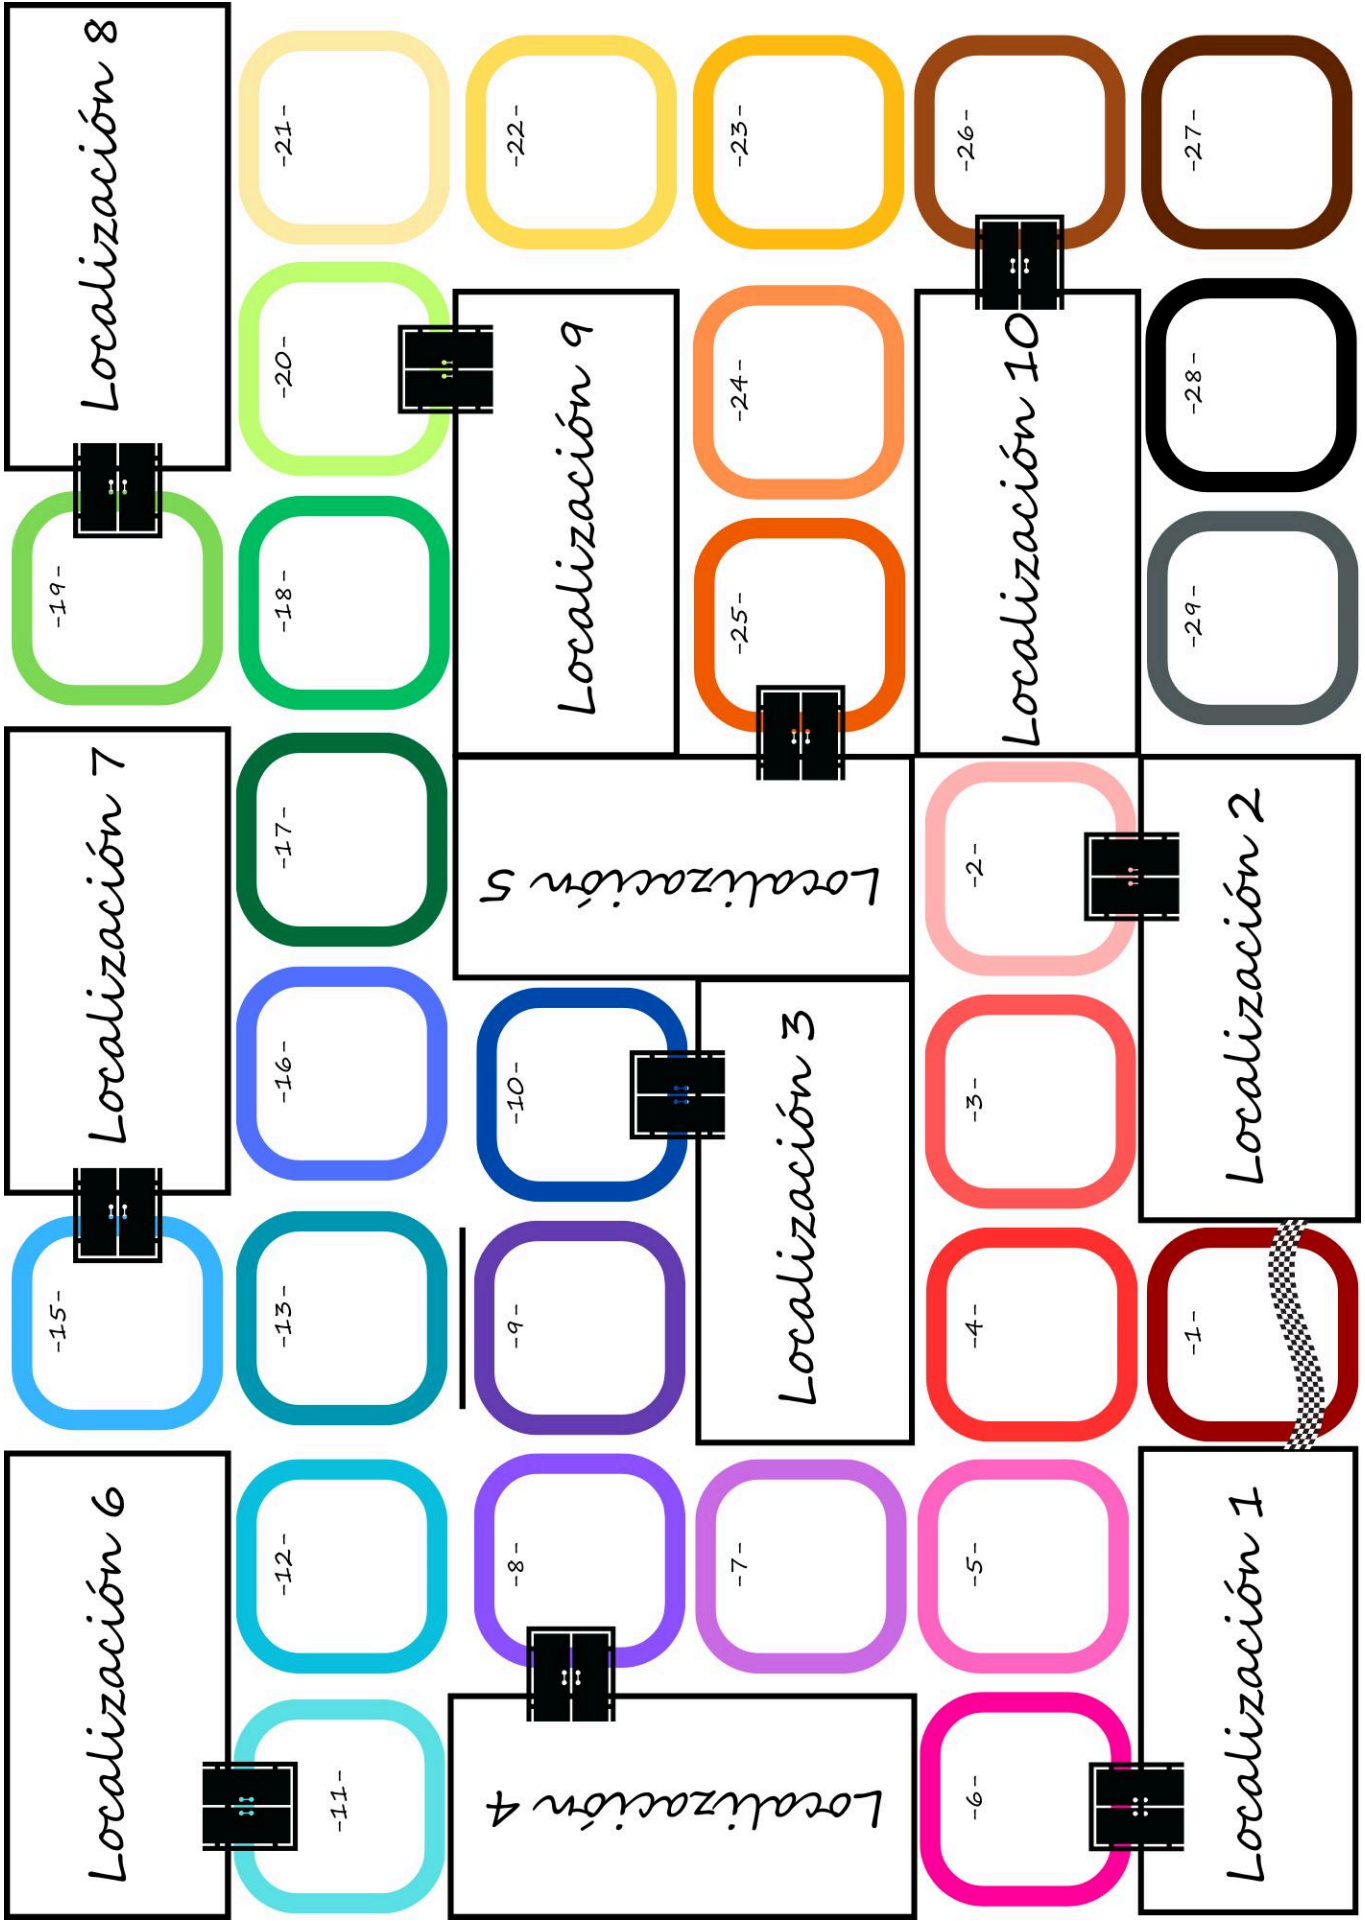 Localización 8
-21-
-22-
-23-
-26-
-27-
-20-
Localización 9
-24-
Localización 10
-28-
-19-
-18-
-25-
-29-
Localización 7
-17-
Localización 5
-2-
Localización 2
-16-
-10-
Localización 3
-3-
-15-
-13-
-9-
-4-
-1-
Localización 6
-12-
-8-
-7-
-5-
Localización 1
-11-
Localización 4
-6-